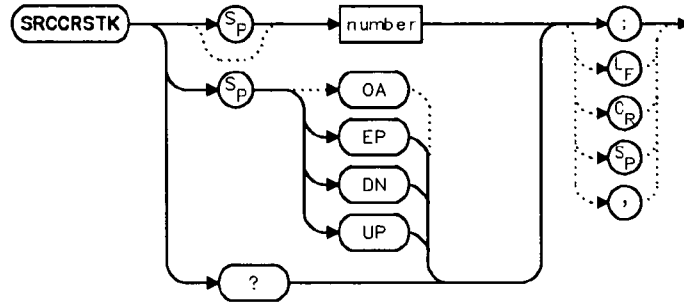 SRCCRSTK SP number ;
SP OA LF
EP CR
DN SP
UP ,
?